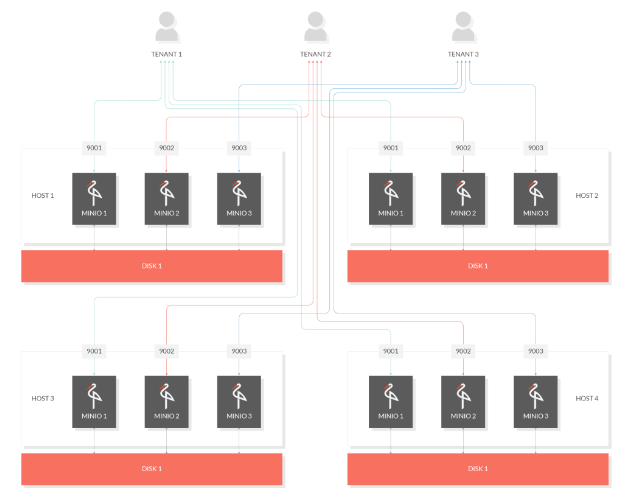 TENANT 1 TENANT 2 TENANT 3
9001 9002 9003 9001 9002 9003
HOST 1 HOST 2
MINIO 1 MINIO 2 MINIO 3 MINIO 1 MINIO 2 MINIO 3
DISK 1 DISK 1
9001 9002 9003 9001 9002 9003
HOST 3 HOST 4
MINIO 1 MINIO 2 MINIO 3 MINIO 1 MINIO 2 MINIO 3
DISK 1 DISK 1